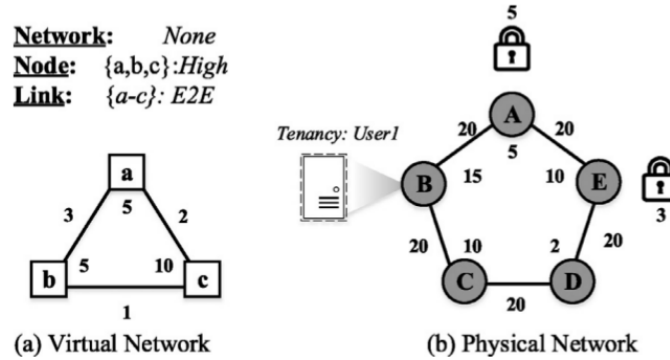 Network: None
Node: {a,b,c}:High
Link: {a-c}: E2E
a
5
3
2
b
5
10
c
1
(a) Virtual Network
5
A
5
20
20
Tenancy: User1
B
15
10
E
3
20
10
2
20
C
D
20
(b) Physical Network